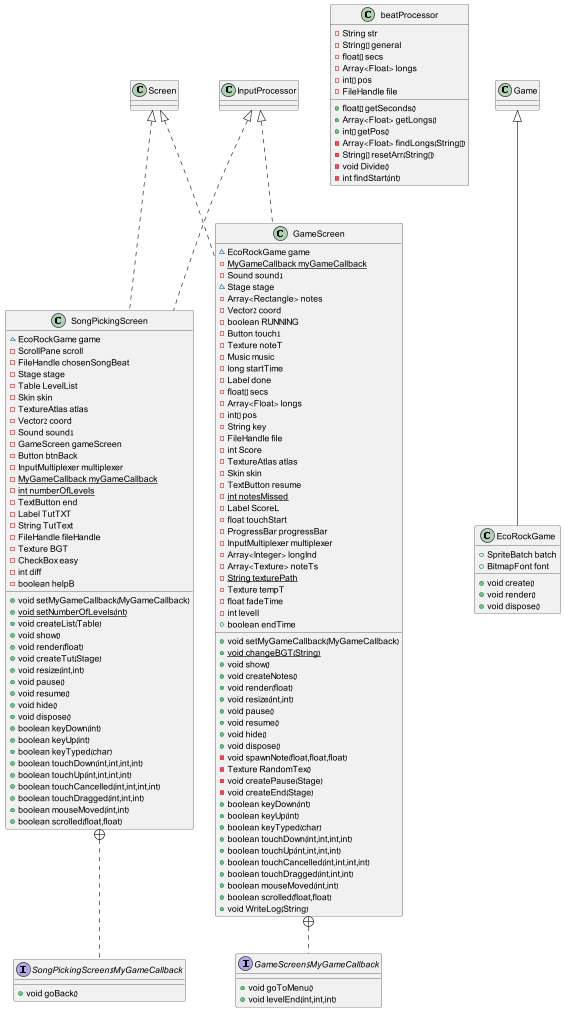 beatProcessor
String str
String[] general
float[] secs
Array<Float> longs
int[] pos
FileHandle file
float[] getSeconds()
Array<Float> getLongs()
int[] getPos()
Array<Float> findLongs(String[])
String[] resetArr(String[])
void Divide()
int findStart(int)
Screen
InputProcessor
Game
GameScreen
EcoRockGame game
MyGameCallback myGameCallback
Sound sound1
Stage stage
Array<Rectangle> notes
Vector2 coord
boolean RUNNING
Button touch1
Texture noteT
Music music
long startTime
Label done
float[] secs
Array<Float> longs
int[] pos
String key
FileHandle file
int Score
TextureAtlas atlas
Skin skin
TextButton resume
int notesMissed
Label ScoreL
float touchStart
ProgressBar progressBar
InputMultiplexer multiplexer
Array<Integer> longInd
Array<Texture> noteTs
String texturePath
Texture tempT
float fadeTime
int levelI
boolean endTime
void setMyGameCallback(MyGameCallback)
void changeBGT(String)
void show()
void createNotes()
void render(float)
void resize(int,int)
void pause()
void resume()
void hide()
void dispose()
void spawnNote(float,float,float)
Texture RandomTex()
void createPause(Stage)
void createEnd(Stage)
boolean keyDown(int)
boolean keyUp(int)
boolean keyTyped(char)
boolean touchDown(int,int,int,int)
boolean touchUp(int,int,int,int)
boolean touchCancelled(int,int,int,int)
boolean touchDragged(int,int,int)
boolean mouseMoved(int,int)
boolean scrolled(float,float)
void WriteLog(String)
SongPickingScreen
EcoRockGame game
ScrollPane scroll
FileHandle chosenSongBeat
Stage stage
Table LevelList
Skin skin
TextureAtlas atlas
Vector2 coord
Sound sound1
GameScreen gameScreen
Button btnBack
InputMultiplexer multiplexer
MyGameCallback myGameCallback
int numberOfLevels
TextButton end
Label TutTXT
String TutText
FileHandle fileHandle
Texture BGT
CheckBox easy
int diff
boolean helpB
void setMyGameCallback(MyGameCallback)
void setNumberOfLevels(int)
void createList(Table)
void show()
void render(float)
void createTut(Stage)
void resize(int,int)
void pause()
void resume()
void hide()
void dispose()
boolean keyDown(int)
boolean keyUp(int)
boolean keyTyped(char)
boolean touchDown(int,int,int,int)
boolean touchUp(int,int,int,int)
boolean touchCancelled(int,int,int,int)
boolean touchDragged(int,int,int)
boolean mouseMoved(int,int)
boolean scrolled(float,float)
EcoRockGame
SpriteBatch batch
BitmapFont font
void create()
void render()
void dispose()
SongPickingScreen$MyGameCallback
void goBack()
GameScreen$MyGameCallback
void goToMenu()
void levelEnd(int,int,int)